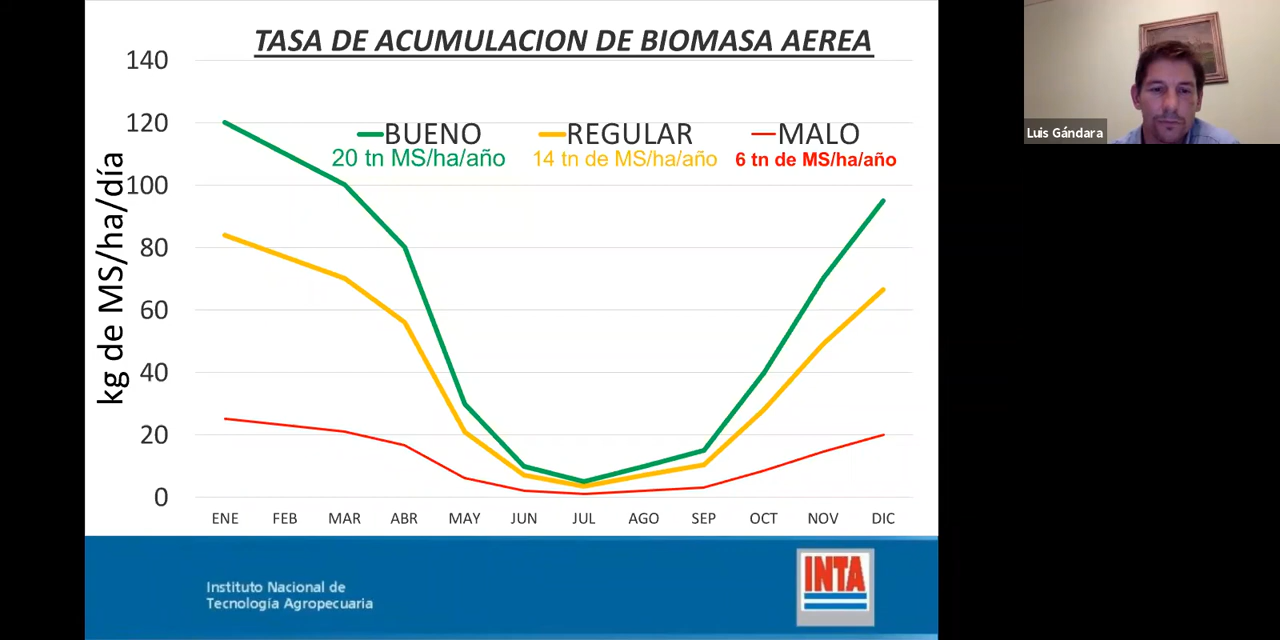 TASA DE ACUMULACION DE BIOMASA AEREA
140
120
100
80
60
40
20
0
kg de MS/ha/día
BUENO
20 tn MS/ha/año
REGULAR
14 tn de MS/ha/año
MALO
6 tn de MS/ha/año
ENE FEB MAR ABR MAY JUN JUL AGO SEP OCT NOV DIC
Instituto Nacional de
Tecnología Agropecuaria
INTA
Luis Gándara